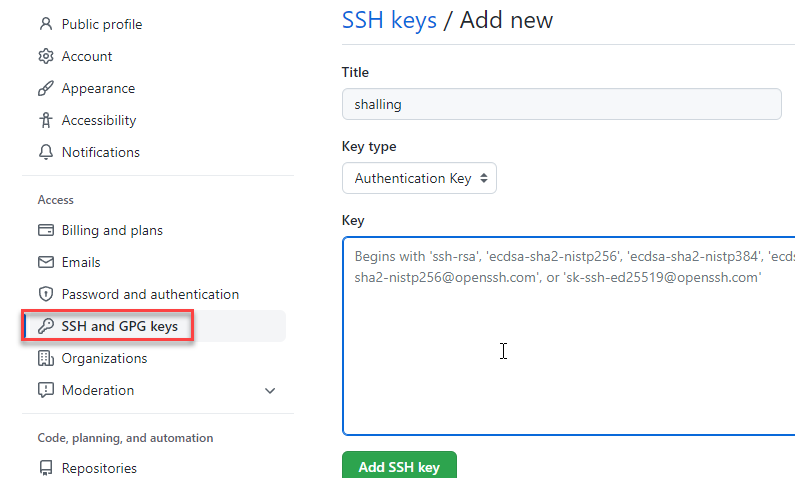 Public profile
Account
Appearance
Accessibility
Notifications
Access
Billing and plans
Emails
Password and authentication
SSH and GPG keys
Organizations
Moderation
Code, planning, and automation
Repositories
SSH keys / Add new
Title
shalling
Key type
Authentication Key
Key
Begins with 'ssh-rsa', 'ecdsa-sha2-nistp256', 'ecdsa-sha2-nistp384', 'ecds
sha2-nistp256@openssh.com', or 'sk-ssh-ed25519@openssh.com'
Add SSH key